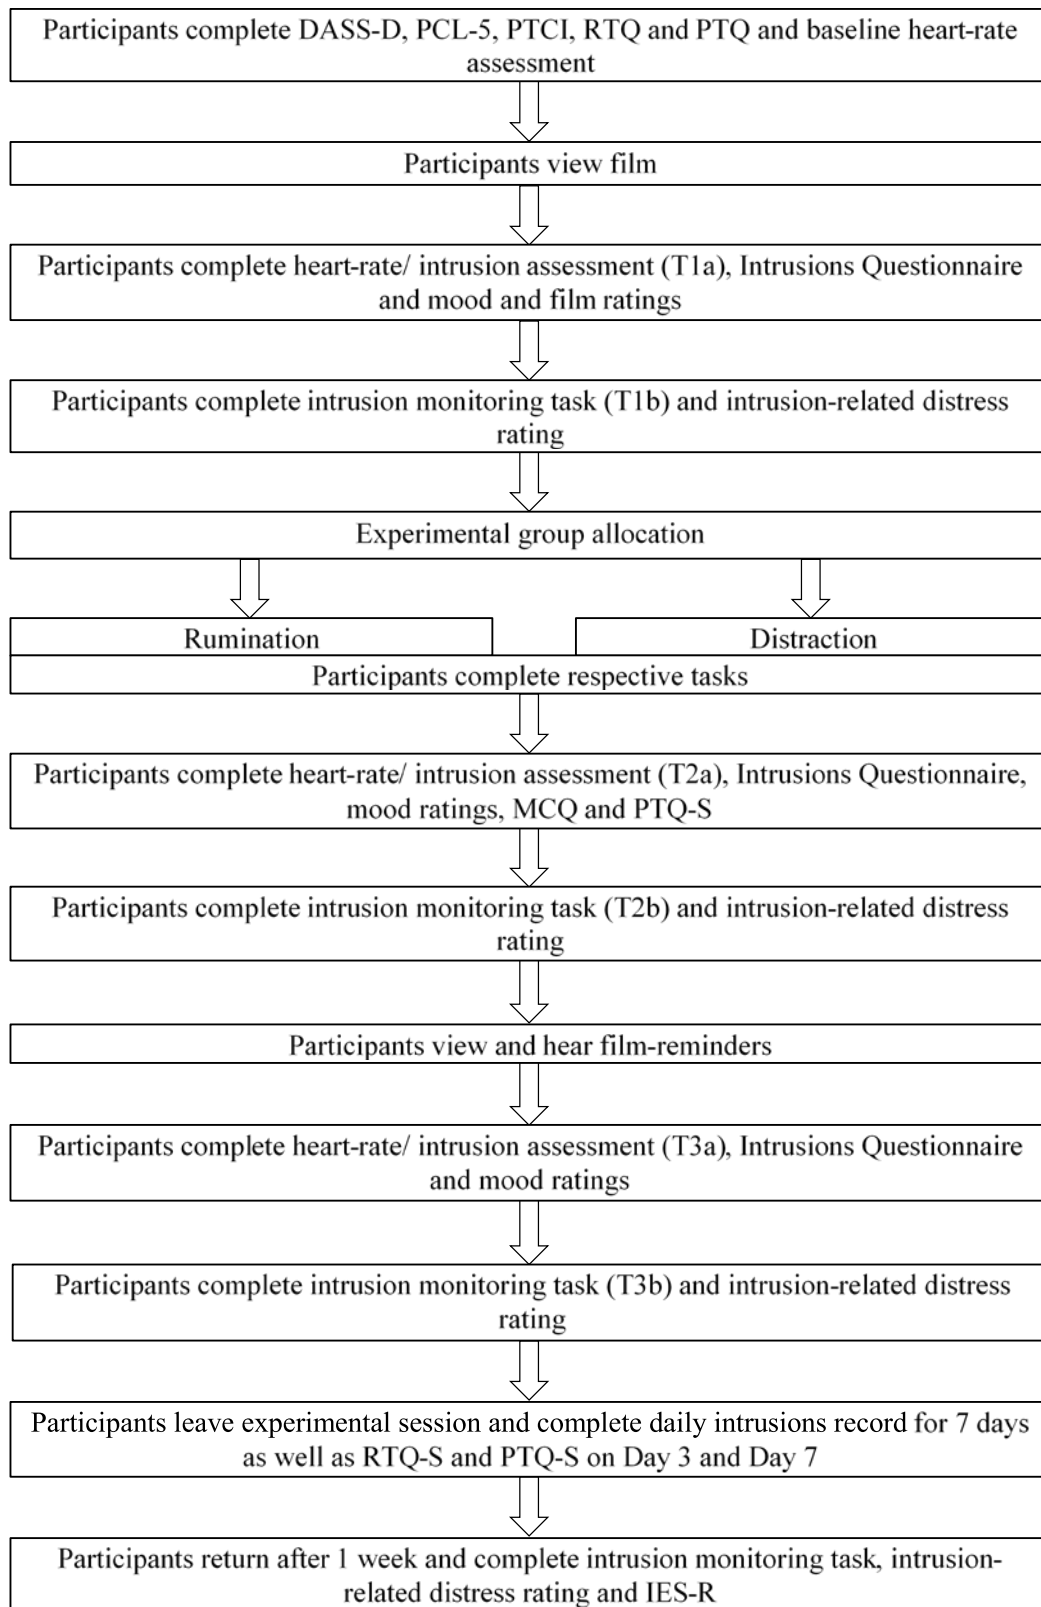 Participants complete DASS-D, PCL-5, PTCI, RTQ and PTQ and baseline heart-rate
assessment
Participants view film
Participants complete heart-rate/ intrusion assessment (T1a), Intrusions Questionnaire
and mood and film ratings
Participants complete intrusion monitoring task (T1b) and intrusion-related distress
rating
Experimental group allocation
Rumination
Distraction
Participants complete respective tasks
Participants complete heart-rate/ intrusion assessment (T2a), Intrusions Questionnaire,
mood ratings, MCQ and PTQ-S
Participants complete intrusion monitoring task (T2b) and intrusion-related distress
rating
Participants view and hear film-reminders
Participants complete heart-rate/ intrusion assessment (T3a), Intrusions Questionnaire
and mood ratings
Participants complete intrusion monitoring task (T3b) and intrusion-related distress
rating
Participants leave experimental session and complete daily intrusions record for 7 days
as well as RTQ-S and PTQ-S on Day 3 and Day 7
Participants return after 1 week and complete intrusion monitoring task, intrusion-
related distress rating and IES-R